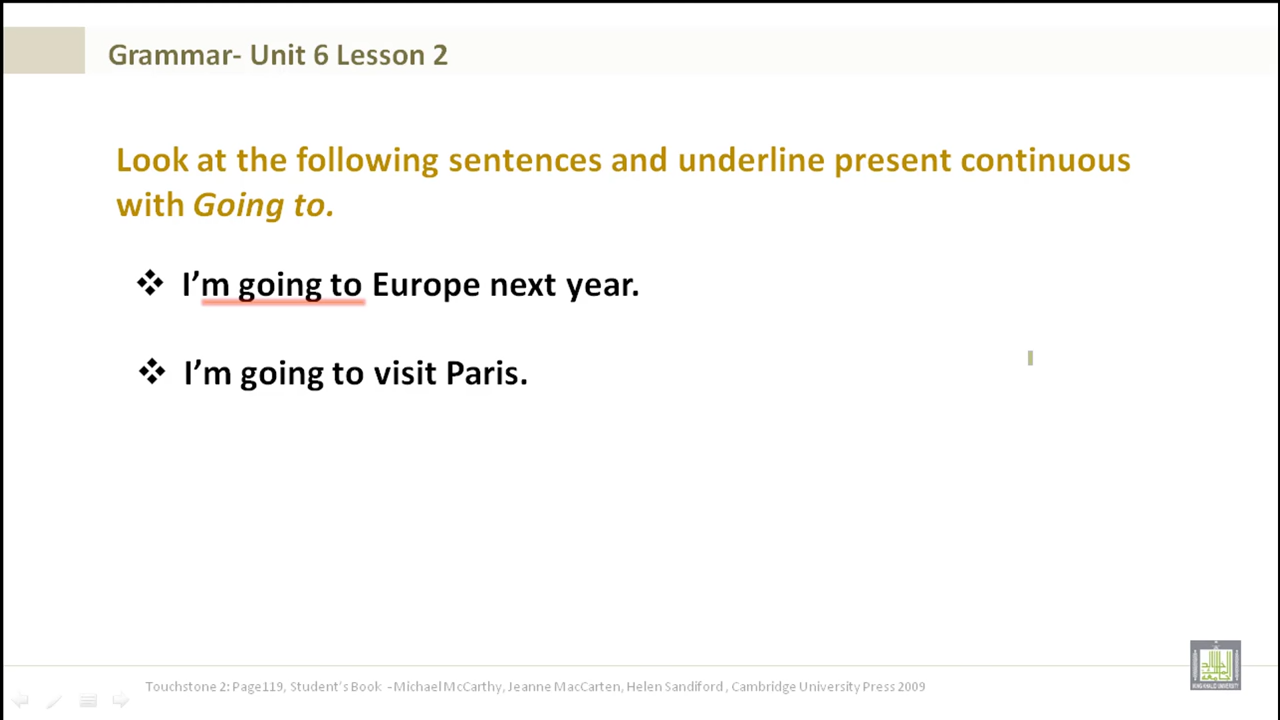 Grammar- Unit 6 Lesson 2
Look at the following sentences and underline present continuous
with Going to.
❖ I’m going to Europe next year.
❖ I’m going to visit Paris.
Touchstone 2: Page119, Student’s Book -Michael McCarthy, MacCarten, Helen Sandiford , Cambridge University Press 2009